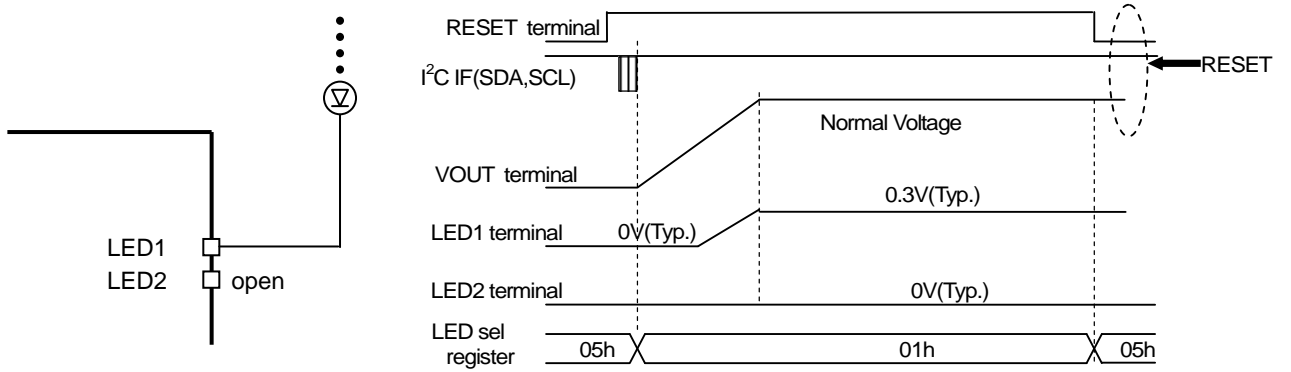 LED1
LED2 open
RESET terminal
I²C IF(SDA,SCL)
RESET
Normal Voltage
VOUT terminal
0.3V(Typ.)
LED1 terminal 0V(Typ.)
LED2 terminal 0V(Typ.)
LED sel
register 05h 01h 05h